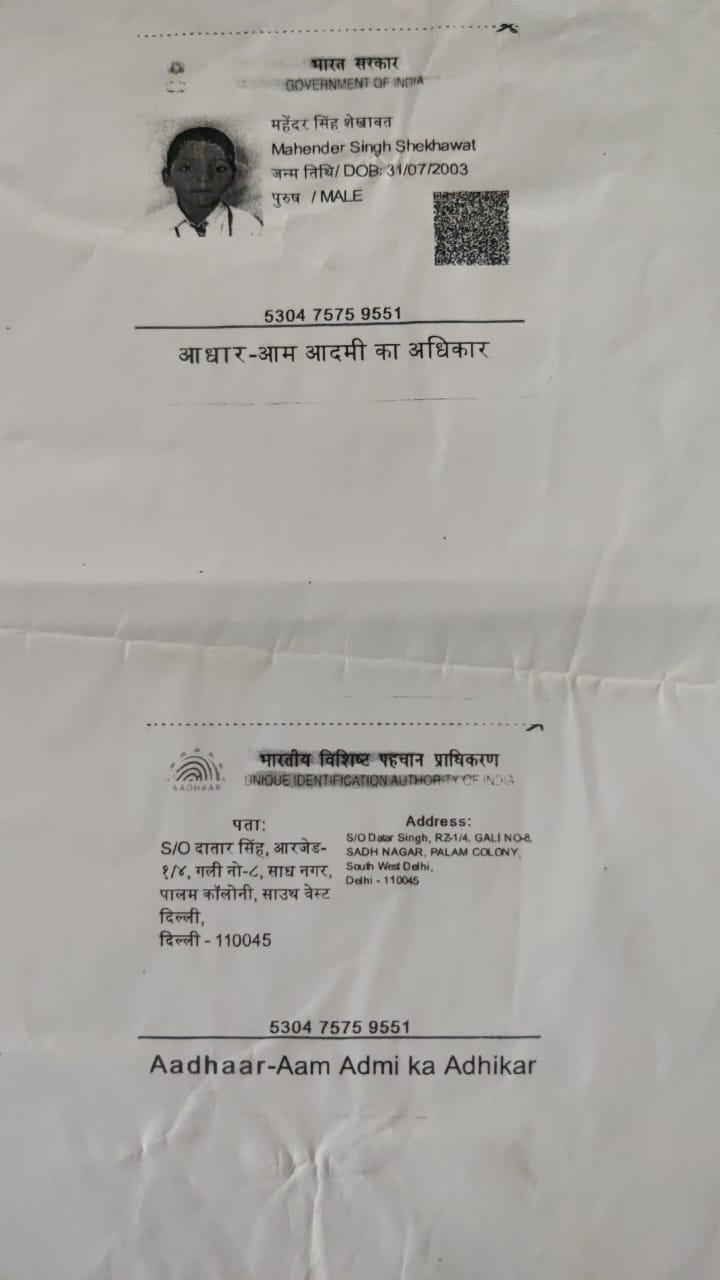 भारत सरकार
GOVERNMENT OF INDIA
महेंदर सिंह शेखावत
Mahender Singh Shekhawat
जन्म तिथि/ DOB: 31/07/2003
पुरुष / MALE
5304 7575 9551
आधार-आम आदमी का अधिकार
भारतीय विशिष्ट पहचान प्राधिकरण
UNIQUE IDENTIFICATION AUTHORITY OF INDIA
AADHAAR
पता:
S/O दातार सिंह, आरजेड-
१/४, गली नो-८, साध नगर,
पालम कॉलोनी, साउथ वेस्ट
दिल्ली,
दिल्ली - 110045
Address:
S/O Datar Singh, RZ-1/4, GALI NO-8,
SADH NAGAR, PALAM COLONY,
South West Delhi,
Delhi - 110045
5304 7575 9551
Aadhaar-Aam Admi ka Adhikar